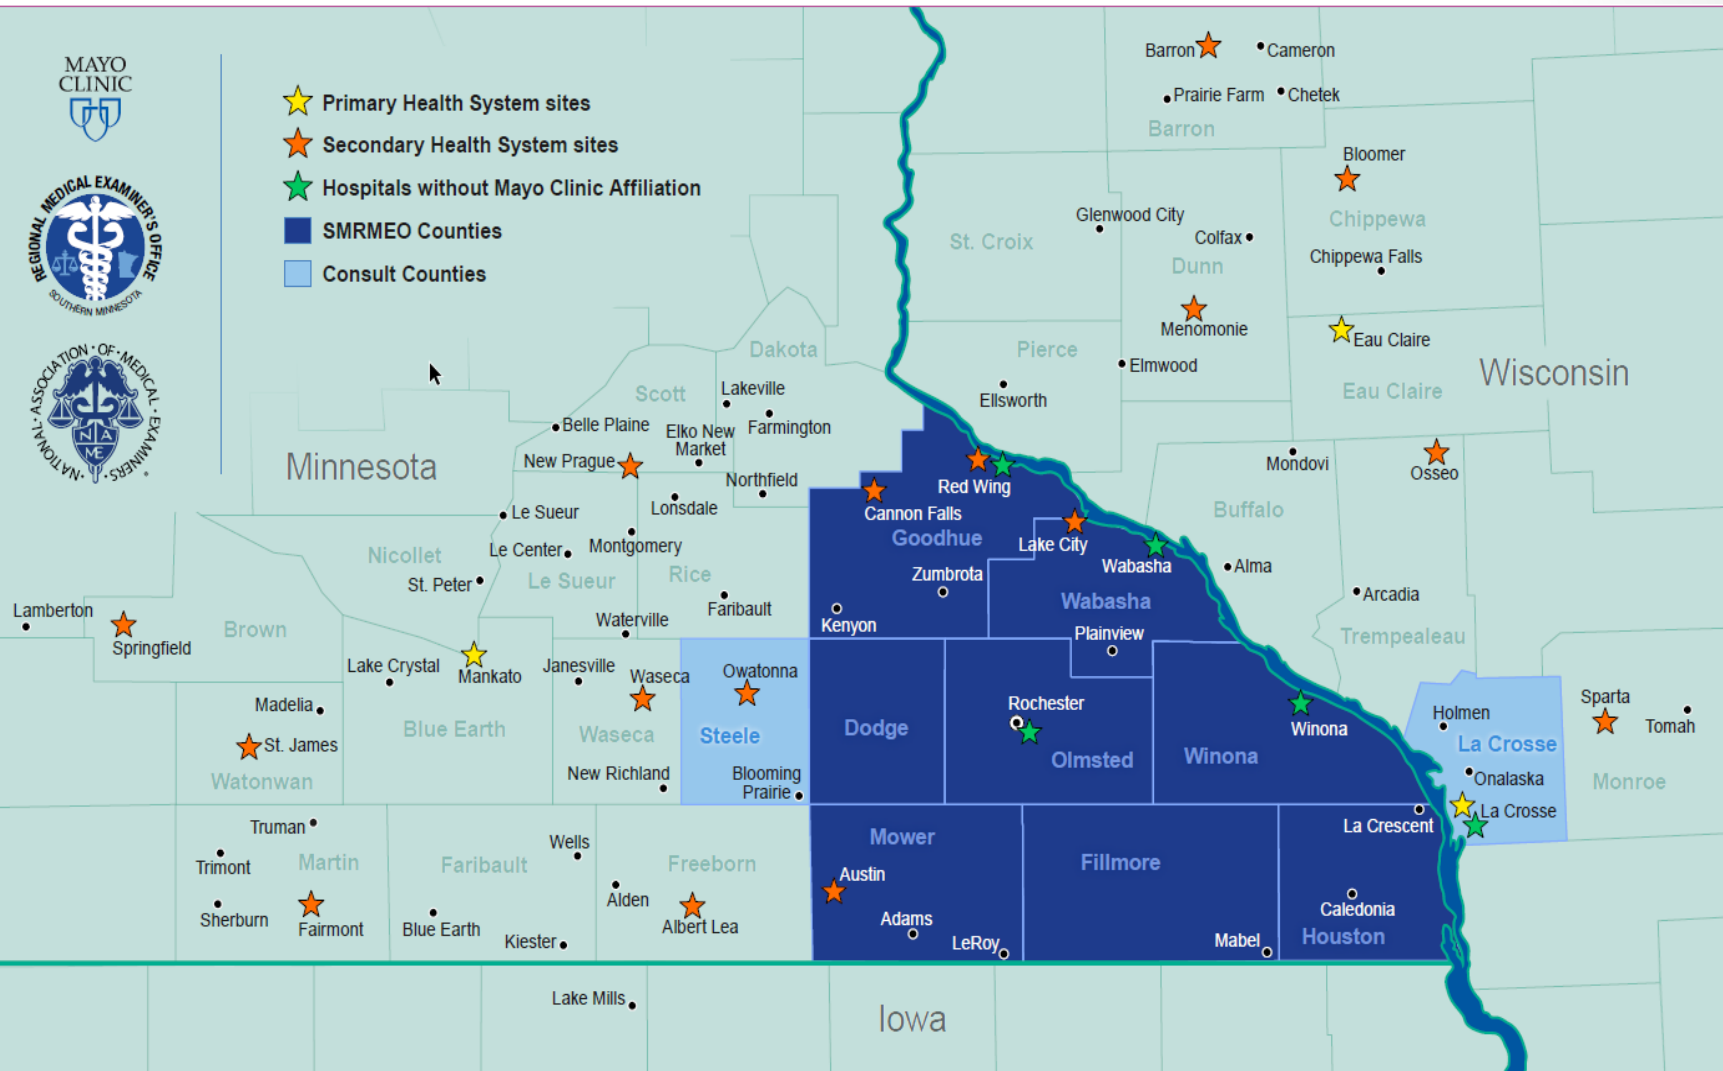 MAYO
CLINIC
REGIONAL MEDICAL EXAMINER'S OFFICE
SOUTHERN MINNESOTA
NATIONAL · ASSOCIATION · OF · MEDICAL · EXAMINERS
N A
ME
Primary Health System sites
Secondary Health System sites
Hospitals without Mayo Clinic Affiliation
SMRMEO Counties
Consult Counties
Barron
Cameron
Prairie Farm
Chetek
Barron
Bloomer
Chippewa
Glenwood City
Colfax
St. Croix
Dunn
Chippewa Falls
Menomonie
Eau Claire
Dakota
Pierce
Elmwood
Wisconsin
Eau Claire
Scott
Lakeville
Ellsworth
Belle Plaine
Elko New
Market
Farmington
Minnesota
New Prague
Mondovi
Osseo
Northfield
Red Wing
Lonsdale
Le Sueur
Cannon Falls
Buffalo
Goodhue
Lake City
Nicollet
Le Center
Montgomery
Wabasha
Alma
St. Peter
Le Sueur
Rice
Zumbrota
Wabasha
Arcadia
Lamberton
Springfield
Brown
Waterville
Faribault
Kenyon
Plainview
Trempealeau
Lake Crystal
Mankato
Janesville
Waseca
Owatonna
Madelia
Rochester
Holmen
Sparta
Tomah
St. James
Blue Earth
Waseca
Steele
Dodge
Winona
La Crosse
Watonwan
New Richland
Blooming
Prairie
Olmsted
Winona
Onalaska
Monroe
La Crosse
Truman
La Crescent
Trimont
Martin
Faribault
Wells
Freeborn
Mower
Fillmore
Austin
Sherburn
Fairmont
Blue Earth
Kiester
Alden
Albert Lea
Adams
LeRoy
Mabel
Caledonia
Houston
Lake Mills
Iowa